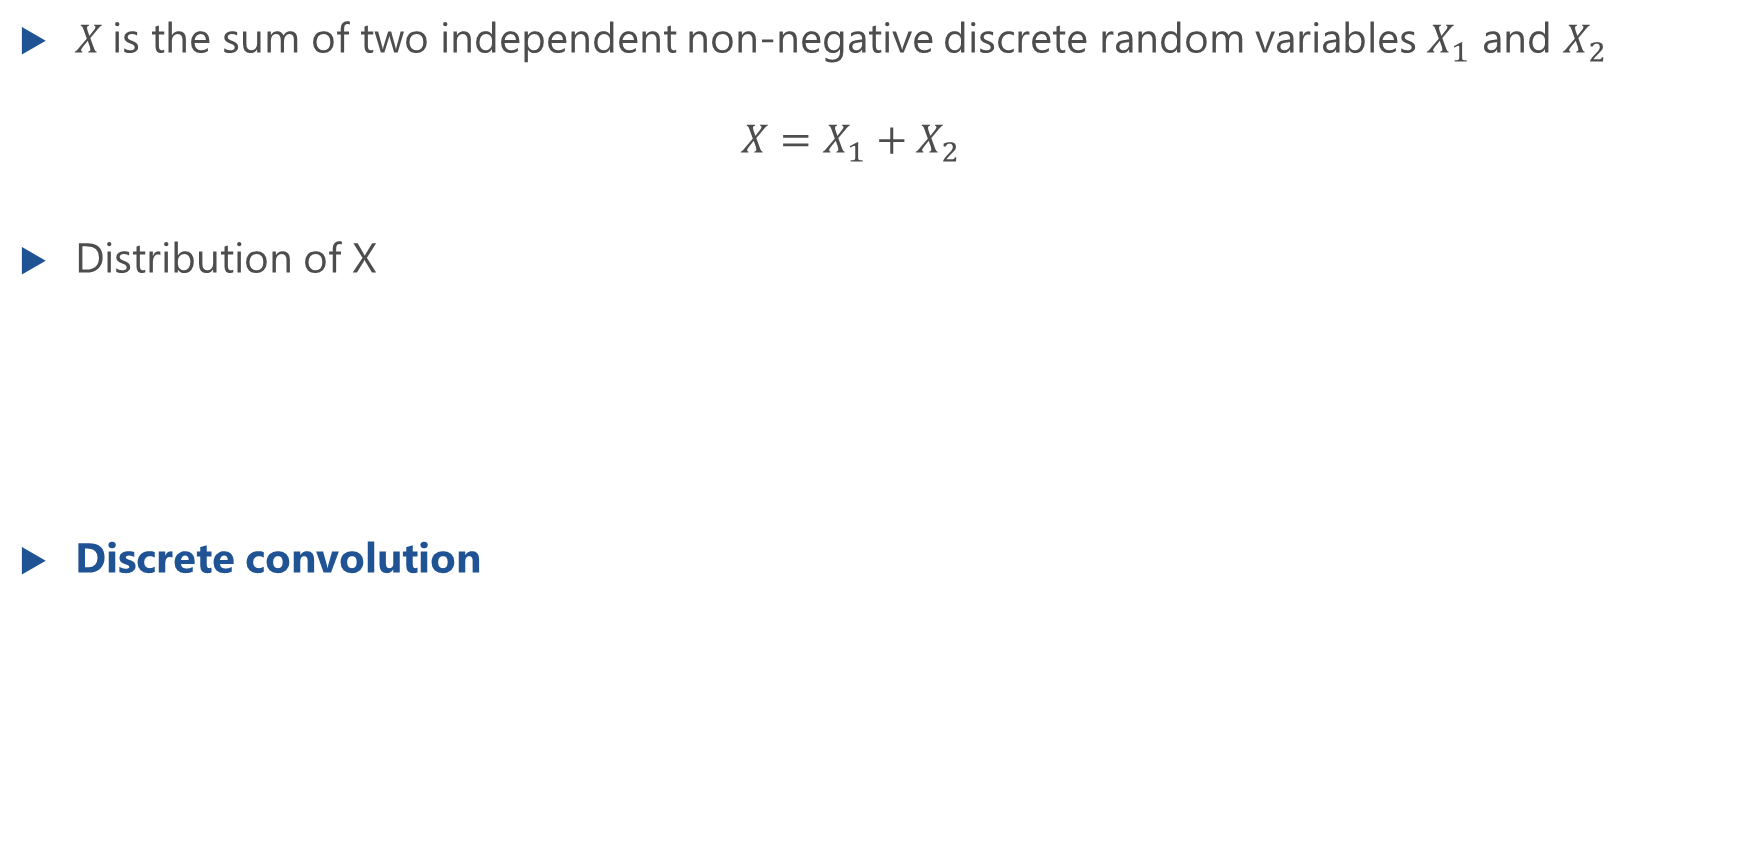 ▶ X is the sum of two independent non-negative discrete random variables X₁ and X₂
X = X₁ + X₂
▶ Distribution of X
▶ Discrete convolution